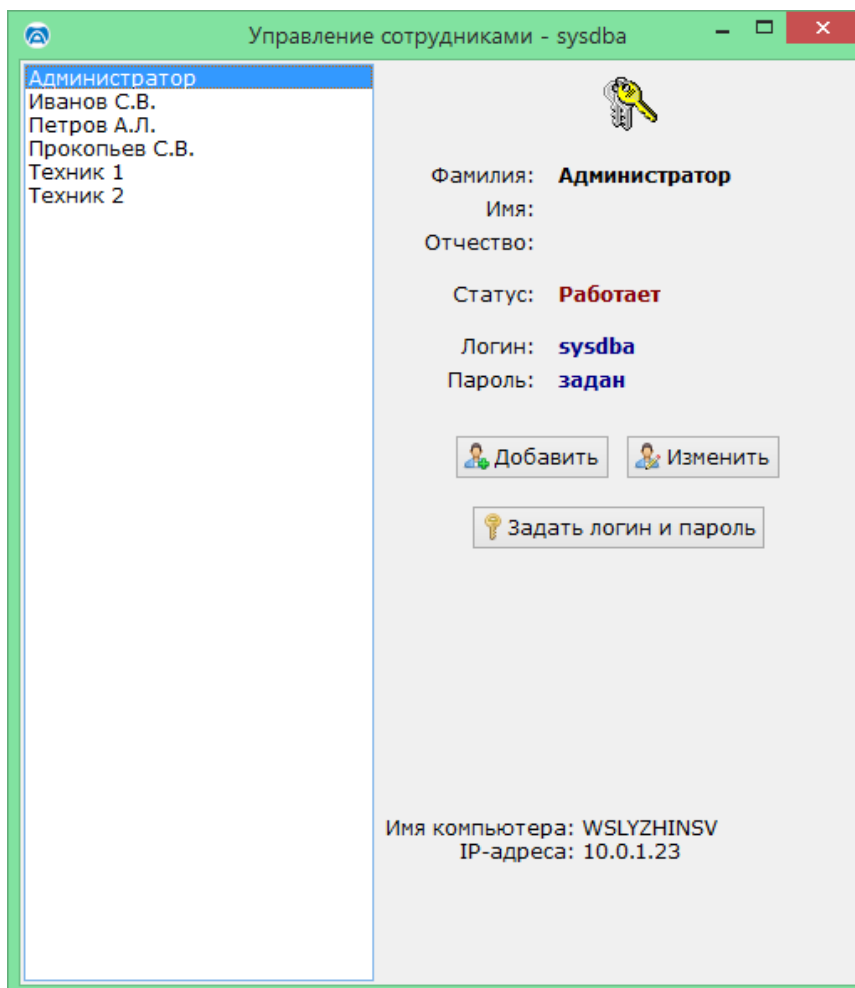 Управление сотрудниками - sysdba
Администратор
Иванов С.В.
Петров А.Л.
Прокопьев С.В.
Техник 1
Техник 2
Фамилия: Администратор
Имя:
Отчество:
Статус: Работает
Логин: sysdba
Пароль: задан
Добавить Изменить
Задать логин и пароль
Имя компьютера: WSLYZHINSV
IP-адреса: 10.0.1.23